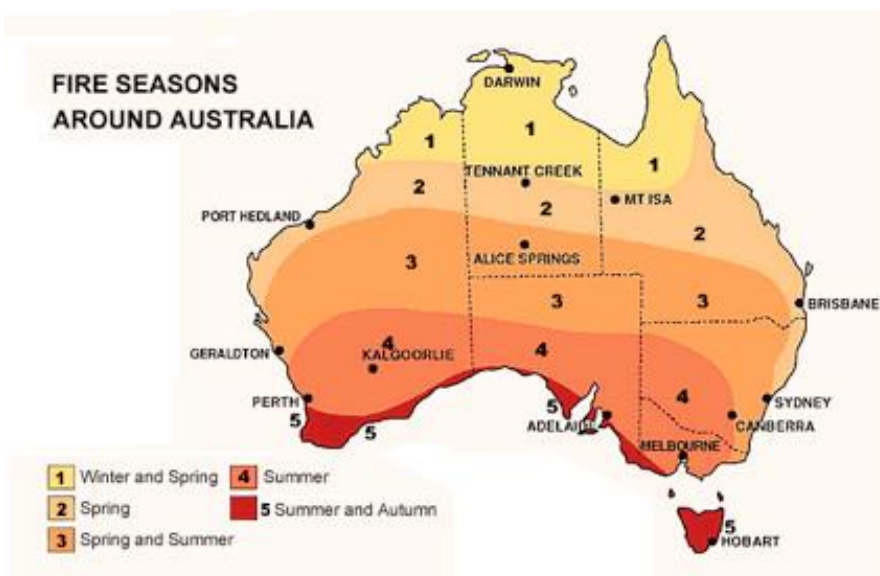 FIRE SEASONS
AROUND AUSTRALIA
DARWIN
1
1
1
TENNANT CREEK
2
2
MT ISA
PORT HEDLAND
2
3
ALICE SPRINGS
3
3
BRISBANE
4
GERALDTON
KALGOORLIE
4
PERTH
5
5
5
4
SYDNEY
ADELAIDE
CANBERRA
MELBOURNE
1 Winter and Spring
4 Summer
2 Spring
5 Summer and Autumn
3 Spring and Summer
5
HOBART